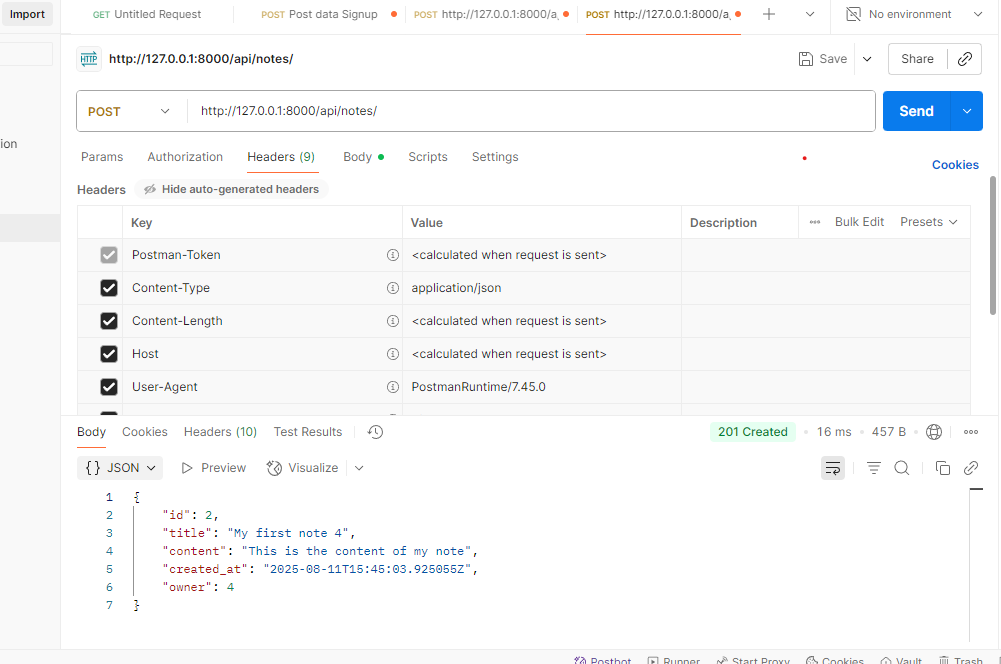 Import
GET Untitled Request
POST Post data Signup
POST http://127.0.0.1:8000/a
POST http://127.0.0.1:8000/a
No environment
HTTP http://127.0.0.1:8000/api/notes/
Save
Share
POST http://127.0.0.1:8000/api/notes/
Send
ion
Params Authorization Headers (9) Body Scripts Settings
Cookies
Headers Hide auto-generated headers
Key Value Description ••• Bulk Edit Presets
Postman-Token <calculated when request is sent>
Content-Type application/json
Content-Length <calculated when request is sent>
Host <calculated when request is sent>
User-Agent PostmanRuntime/7.45.0
Body Cookies Headers (10) Test Results
201 Created • 16 ms • 457 B •
{} JSON Preview Visualize
1 {
2 "id": 2,
3 "title": "My first note 4",
4 "content": "This is the content of my note",
5 "created_at": "2025-08-11T15:45:03.925055Z",
6 "owner": 4
7 }
Postbot Runner Start Proxy Cookies Vault Trash